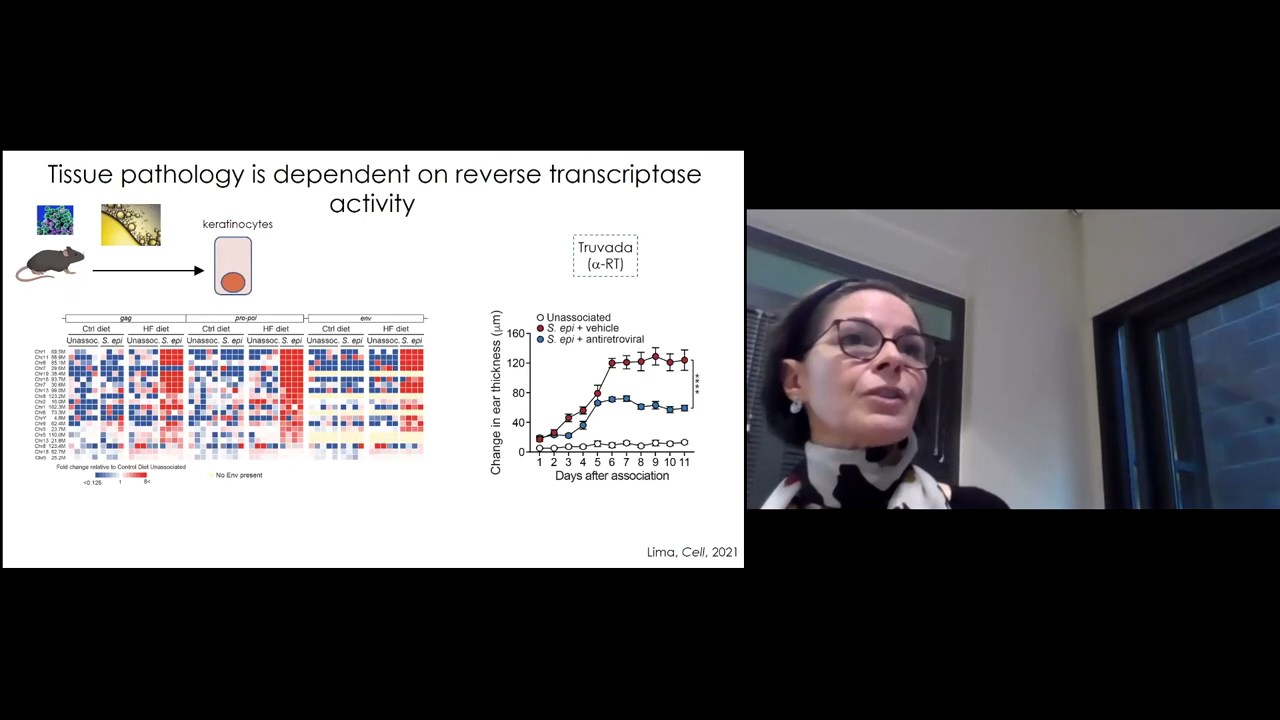 Tissue pathology is dependent on reverse transcriptase
activity
keratinocytes
Truvada
(α-RT)
gag
pro-pol
env
Ctrl diet
HF diet
Ctrl diet
HF diet
Ctrl diet
HF diet
Unassoc. S. epi
Unassoc. S. epi
Unassoc. S. epi
Unassoc. S. epi
Unassoc. S. epi
Unassoc. S. epi
Fold change relative to Control Diet Unassociated
<0.125
1
8<
No Env present
Unassociated
S. epi + vehicle
S. epi + antiretroviral
Change in ear thickness (μm)
160
120
80
40
0
****
1 2 3 4 5 6 7 8 9 10 11
Days after association
Lima, Cell, 2021